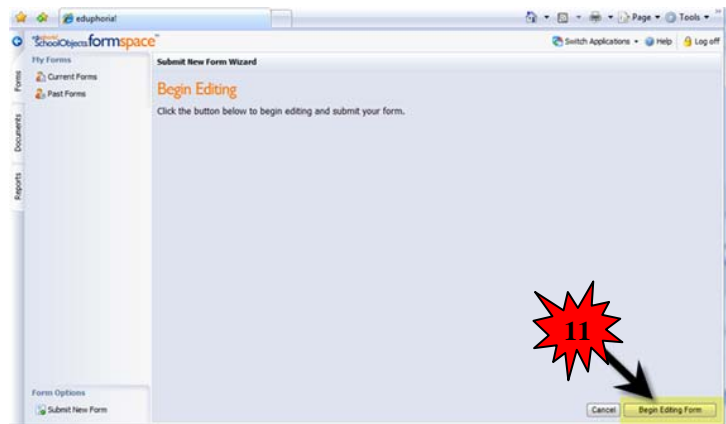 eduphoria!
Page Tools
SchoolObjects formspace™
Switch Applications Help Log off
My Forms
Current Forms
Past Forms
Forms
Documents
Reports
Submit New Form Wizard
Begin Editing
Click the button below to begin editing and submit your form.
11
Form Options
Submit New Form
Cancel
Begin Editing Form